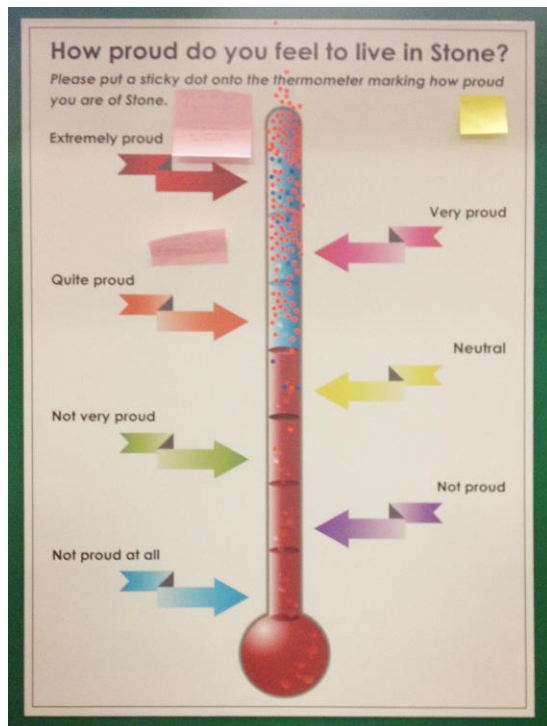 How proud do you feel to live in Stone?
Please put a sticky dot onto the thermometer marking how proud
you are of Stone.
Extremely proud
Very proud
Quite proud
Neutral
Not very proud
Not proud
Not proud at all